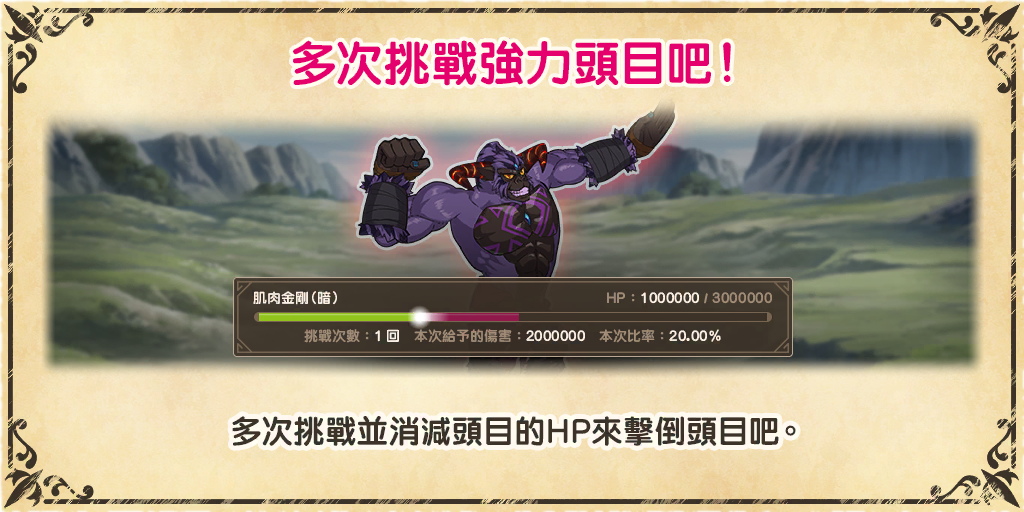 多次挑戰強力頭目吧！
肌肉金剛(暗) HP：1000000 / 3000000
挑戰次數：1回 本次給予的傷害：2000000 本次比率：20.00%
多次挑戰並消減頭目的HP來擊倒頭目吧。